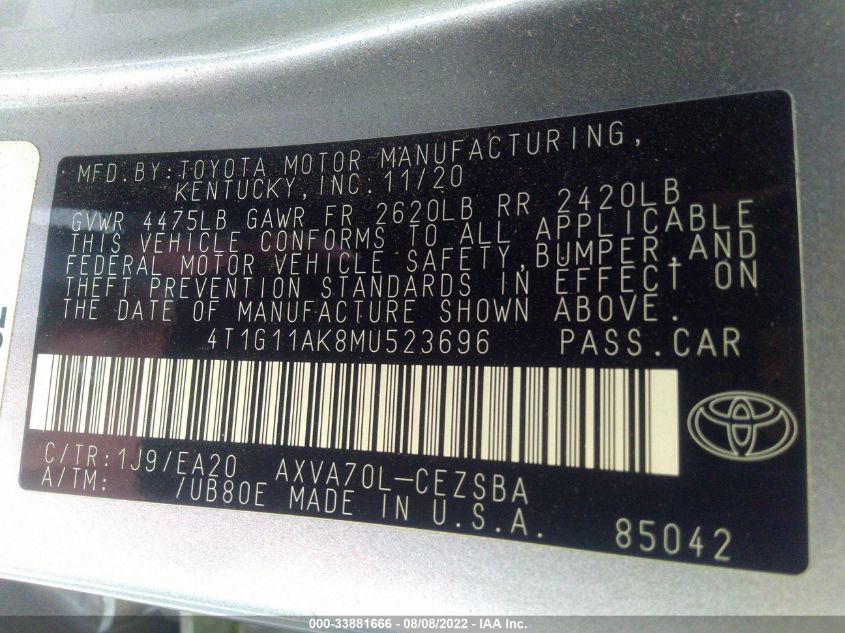 MFD.BY:TOYOTA MOTOR MANUFACTURING,
KENTUCKY,INC.11/20
GVWR 4475LB GAWR FR 2620LB RR 2420LB
THIS VEHICLE CONFORMS TO ALL APPLICABLE
FEDERAL MOTOR VEHICLE SAFETY,BUMPER,AND
THEFT PREVENTION STANDARDS IN EFFECT ON
THE DATE OF MANUFACTURE SHOWN ABOVE.
4T1G11AK8MU523696 PASS.CAR
C/TR:1J9/EA20 AXVA70L-CEZSBA
A/TM: /UB80E MADE IN U.S.A.
85042
000-33881666 - 08/08/2022 - IAA Inc.